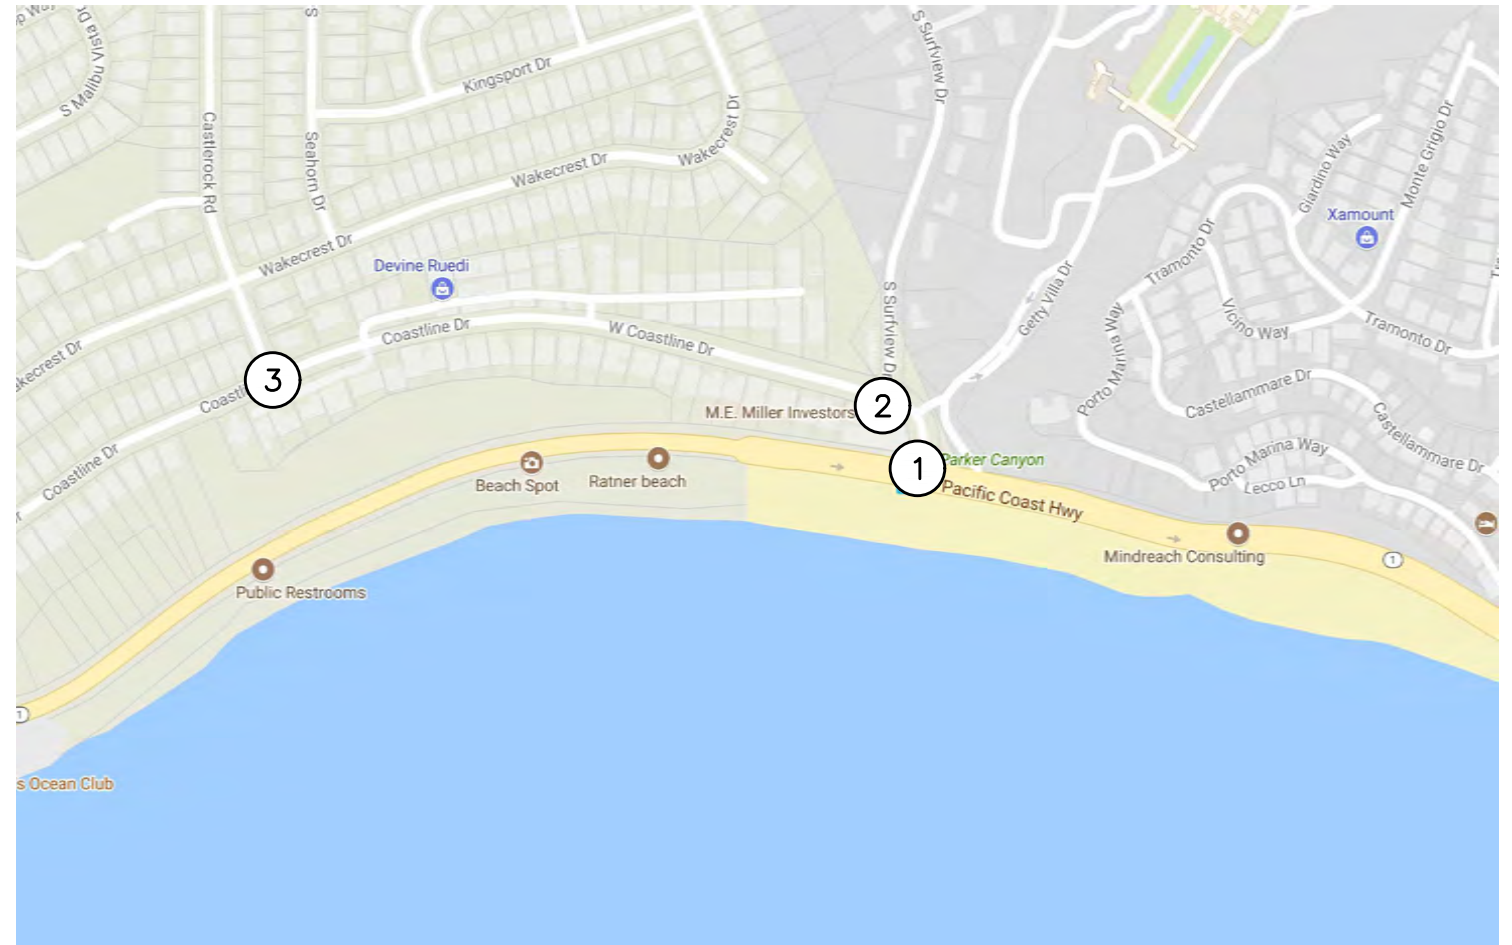 S Malibu Vista Dr
Castlerock Rd
S
Seahorn Dr
Kingsport Dr
Wakecrest Dr
Wakecrest Dr
Wakecrest Dr
S Surfview Dr
Giardino Way
Monte Grigio Dr
Xamount
Tramonto Dr
Devine Ruedi
Coastline Dr
W Coastline Dr
S Surfview Dr
Getty Villa Dr
Porto Marina Way
Vicino Way
Tramonto Dr
akecrest Dr
3
Coastli
Coastline Dr
M.E. Miller Investors
2
Castellammare Dr
Castellammare Dr
1
Parker Canyon
Porto Marina Way
Lecco Ln
Beach Spot
Ratner beach
Pacific Coast Hwy
Mindreach Consulting
1
Public Restrooms
1
s Ocean Club